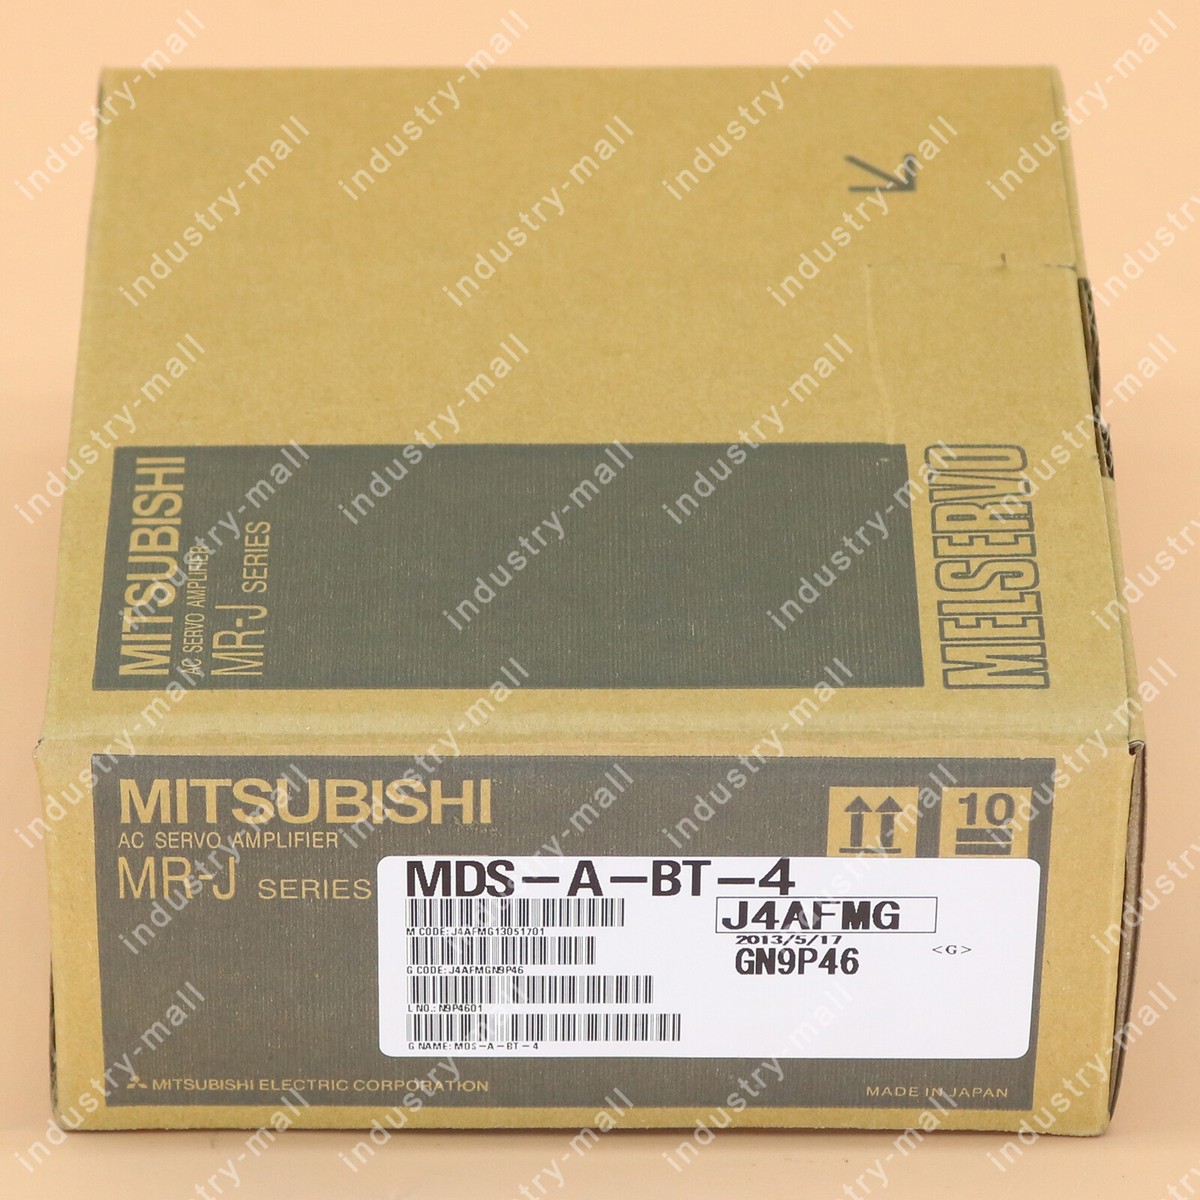 MITSUBISHI
AC SERVO AMPLIFIER
MR-J SERIES
MELSERVO
MITSUBISHI
AC SERVO AMPLIFIER
MR-J SERIES
10
MDS-A-BT-4
J4AFMG
M CODE: J4AFMG13051701
2013/5/17
<G>
GN9P46
G CODE: J4AFMGN9P46
L NO.: N9P4601
G NAME: MDS-A-BT-4
MITSUBISHI ELECTRIC CORPORATION
MADE IN JAPAN
industry-mall